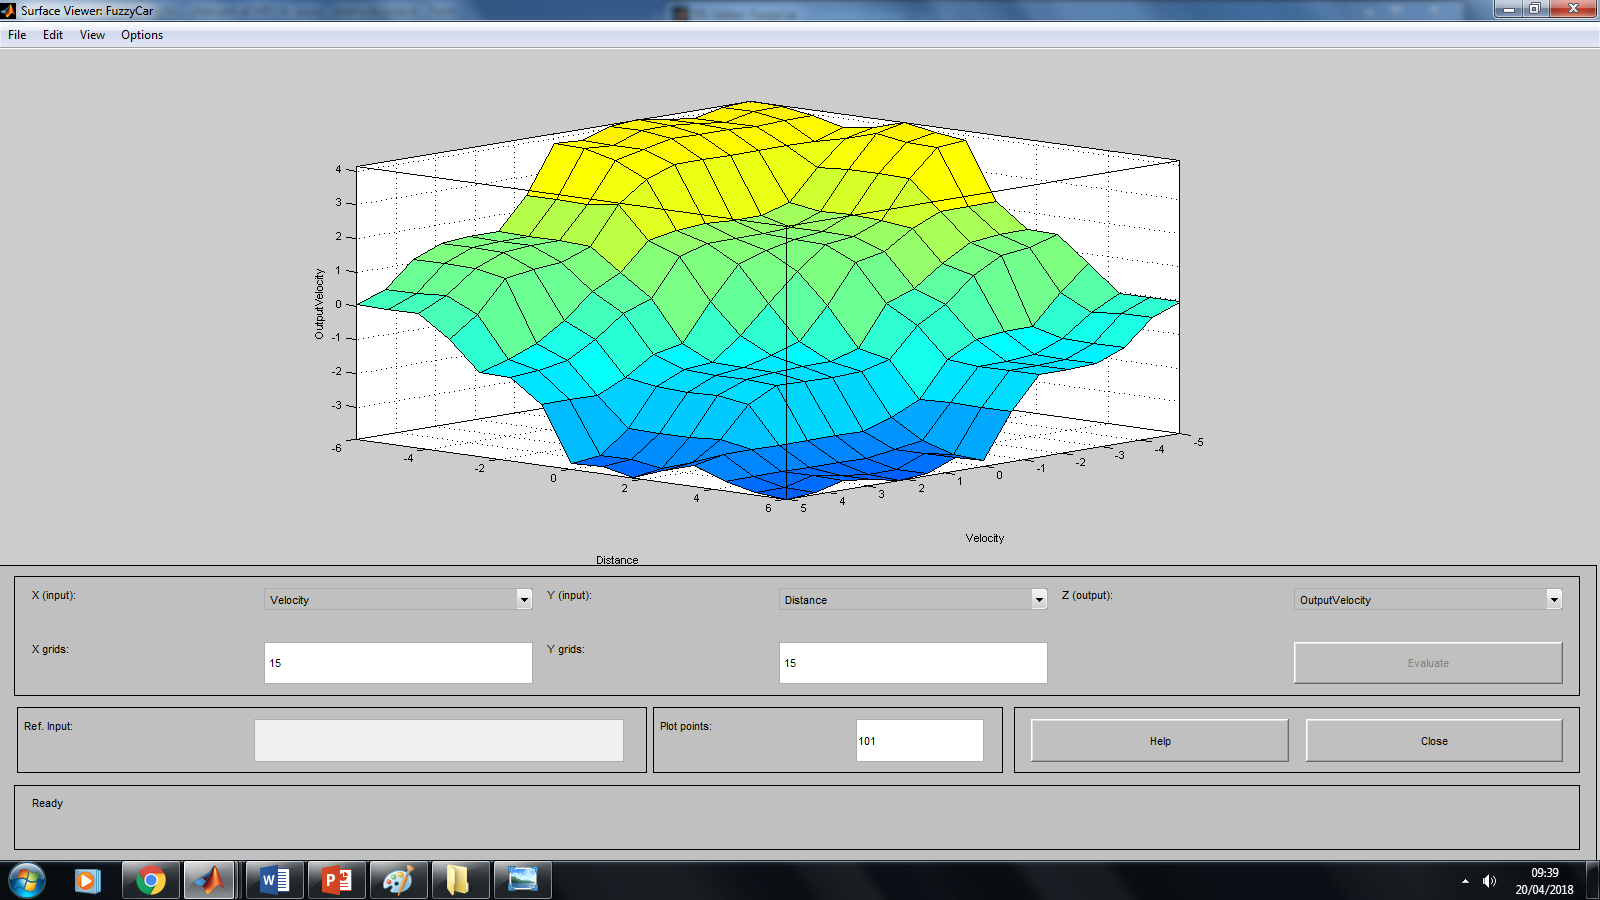 Surface Viewer: FuzzyCar
File Edit View Options
4
3
2
1
0
-1
-2
-3
OutputVelocity
-6 -4 -2 0 2 4 6
5 4 3 2 1 0 -1 -2 -3 -4 -5
Velocity
Distance
X (input): Velocity Y (input): Distance Z (output): OutputVelocity
X grids: 15 Y grids: 15 Evaluate
Ref. Input: Plot points: 101 Help Close
Ready
09:39
20/04/2018